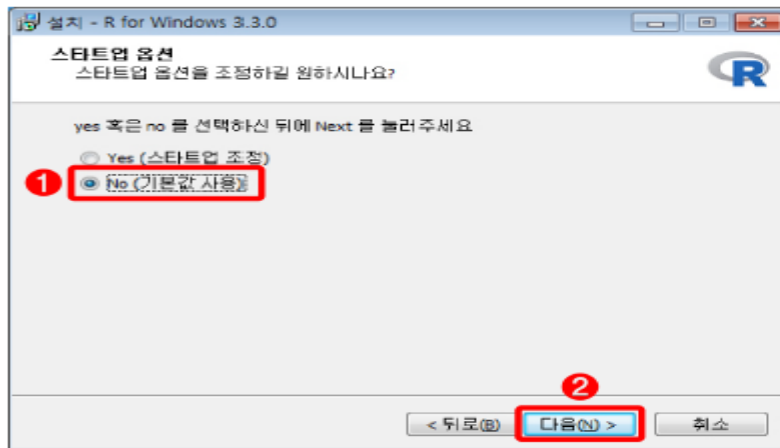 설치 - R for Windows 3.3.0
스타트업 옵션
스타트업 옵션을 조정하길 원하시나요?
R
yes 혹은 no 를 선택하신 뒤에 Next 를 눌러주세요
Yes (스타트업 조정)
1 No (기본값 사용)
2
< 뒤로(B) 다음(N) > 취소